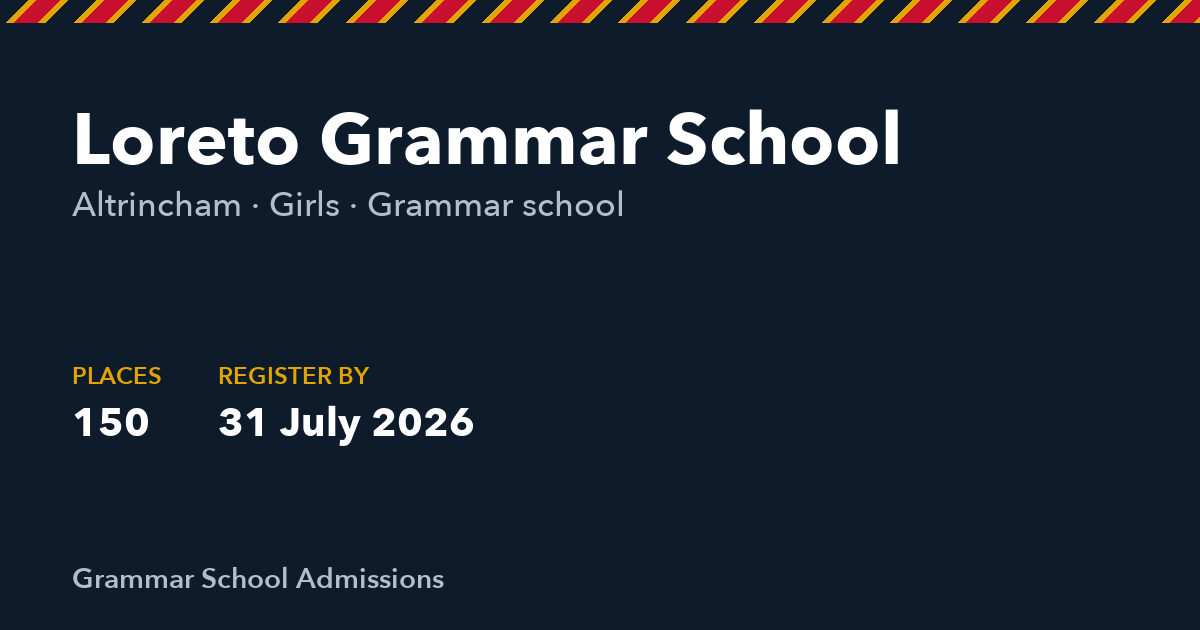 Loreto Grammar School
Altrincham · Girls · Grammar school
PLACES
150
REGISTER BY
31 July 2026
Grammar School Admissions